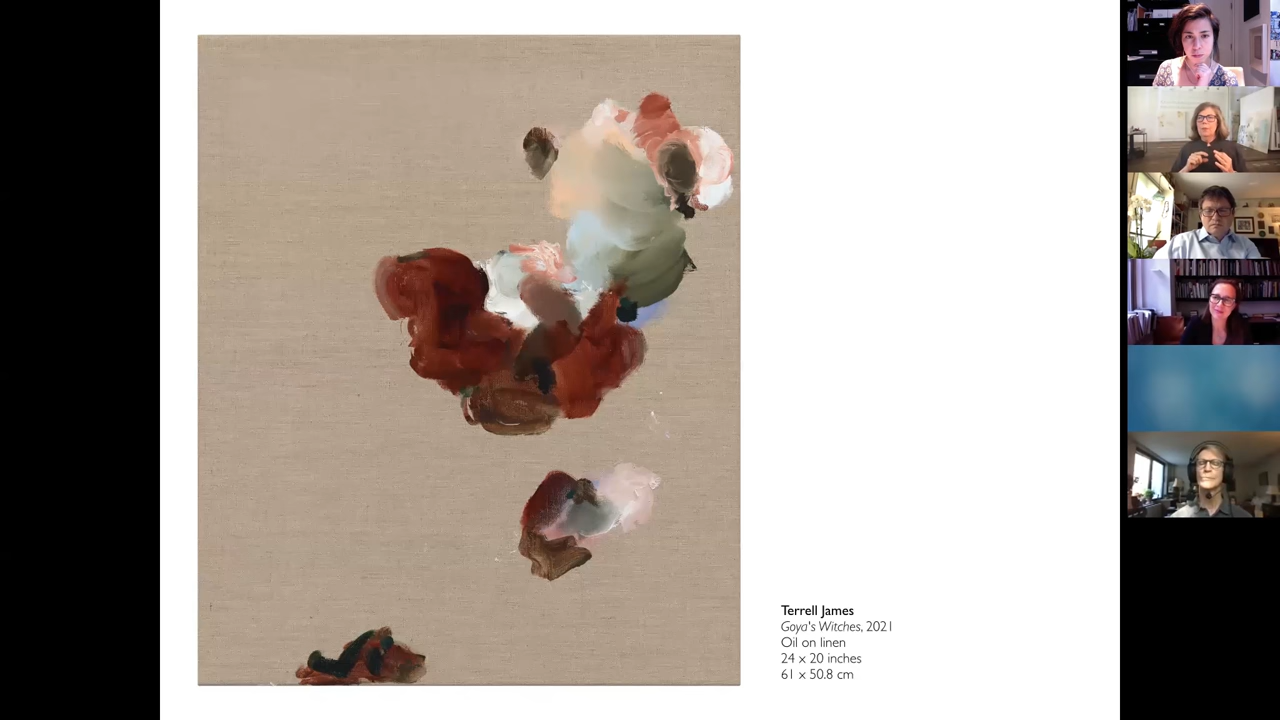 Terrell James
Goya's Witches, 2021
Oil on linen
24 x 20 inches
61 x 50.8 cm